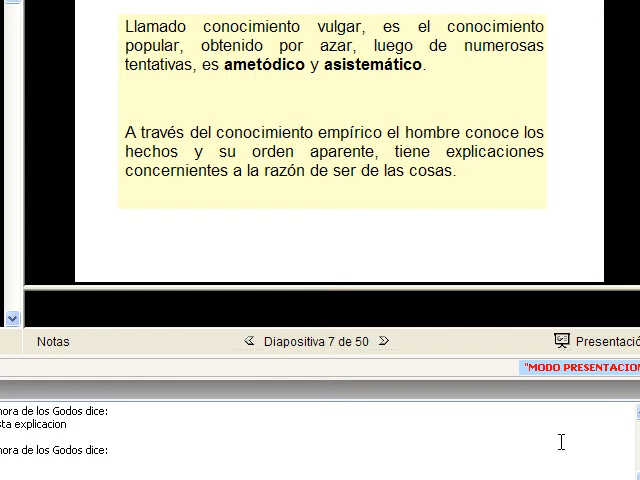 Llamado conocimiento vulgar, es el conocimiento
popular, obtenido por azar, luego de numerosas
tentativas, es ametódico y asistemático.
A través del conocimiento empírico el hombre conoce los
hechos y su orden aparente, tiene explicaciones
concernientes a la razón de ser de las cosas.
Notas
Diapositiva 7 de 50
Presentació
"MODO PRESENTACION
nora de los Godos dice:
sta explicacion
nora de los Godos dice: